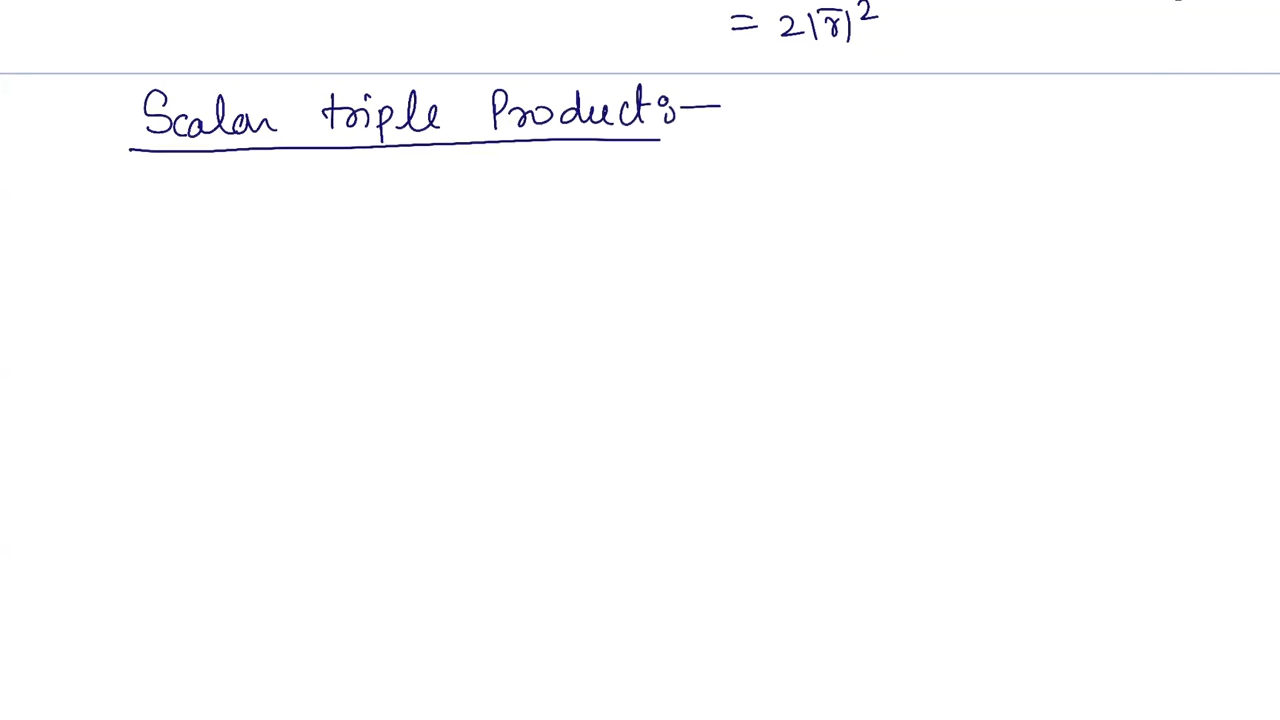 = 2|r̅|²
Scalar triple Product:—